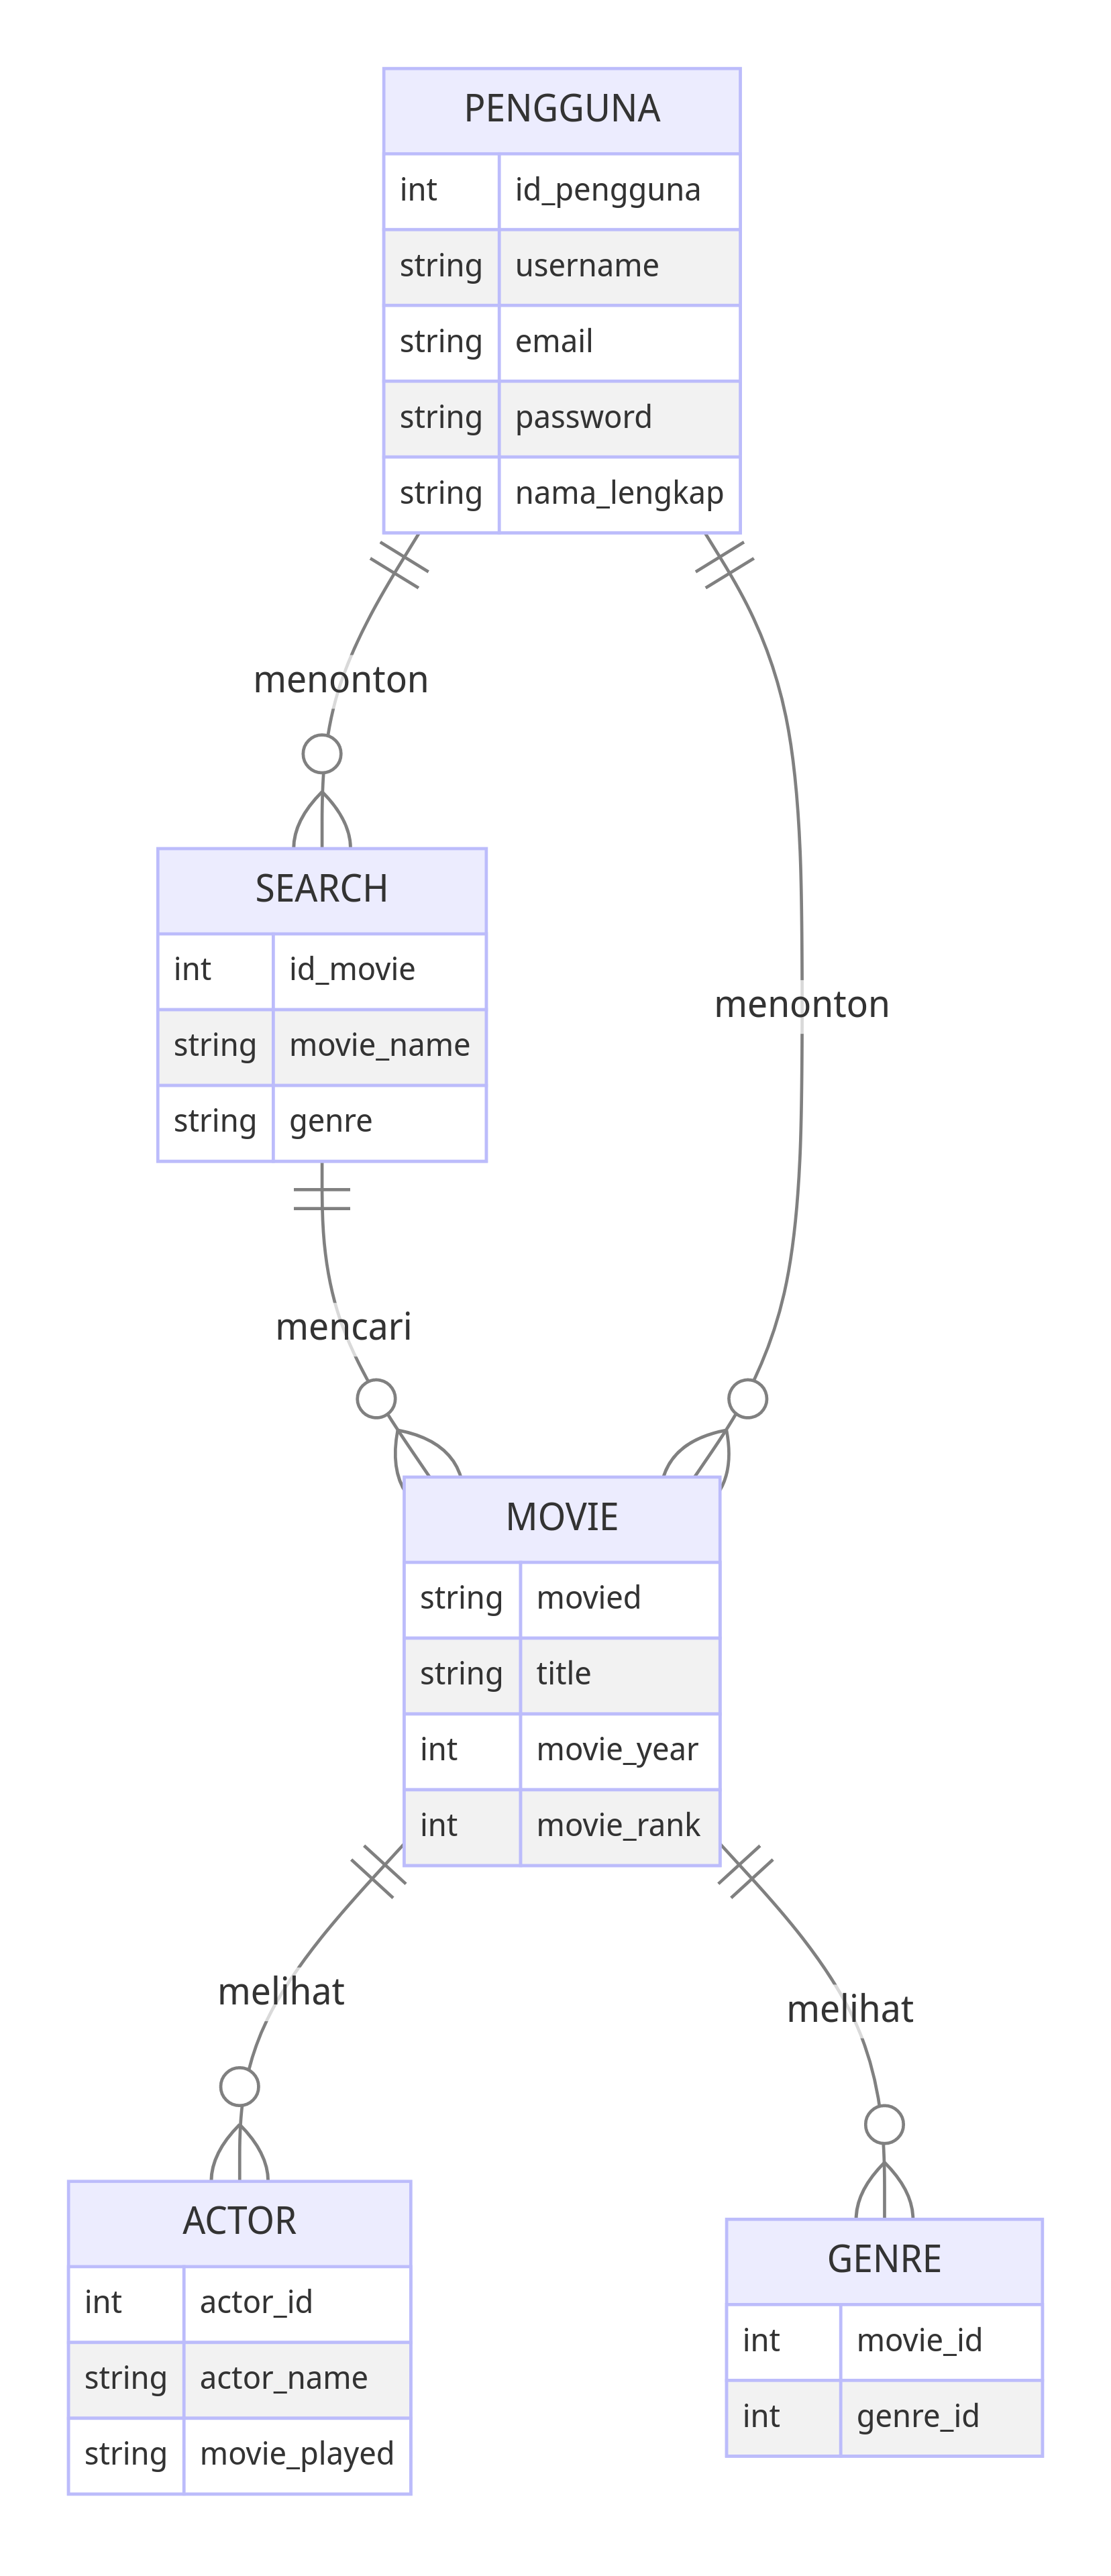 PENGGUNA
int id_pengguna
string username
string email
string password
string nama_lengkap
menonton
SEARCH
int id_movie
string movie_name
string genre
menonton
mencari
MOVIE
string movied
string title
int movie_year
int movie_rank
melihat
melihat
ACTOR
int actor_id
string actor_name
string movie_played
GENRE
int movie_id
int genre_id